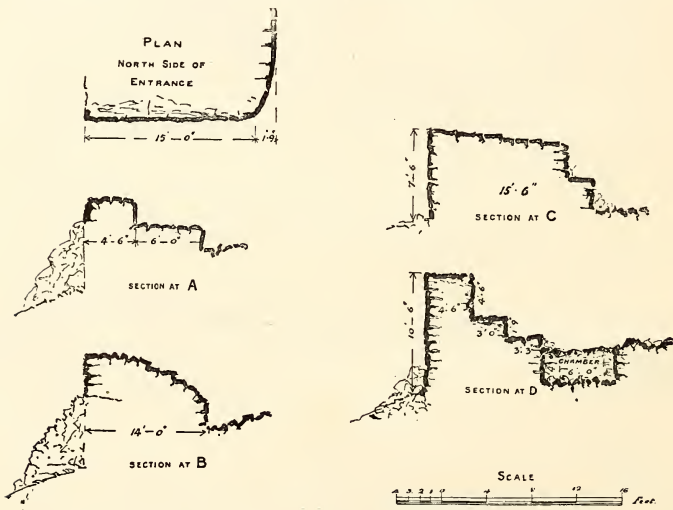 PLAN
NORTH SIDE OF
ENTRANCE
15'-0"
1'-9"
4'-6"
6'-0"
SECTION AT A
14'-0"
SECTION AT B
7'-6"
15'-6"
SECTION AT C
10'-6"
4'-6"
4'-6"
3'-0"
3'-3"
CHAMBER
6'-0"
SECTION AT D
SCALE
4 3 2 1 0 4 8 12 16
feet.